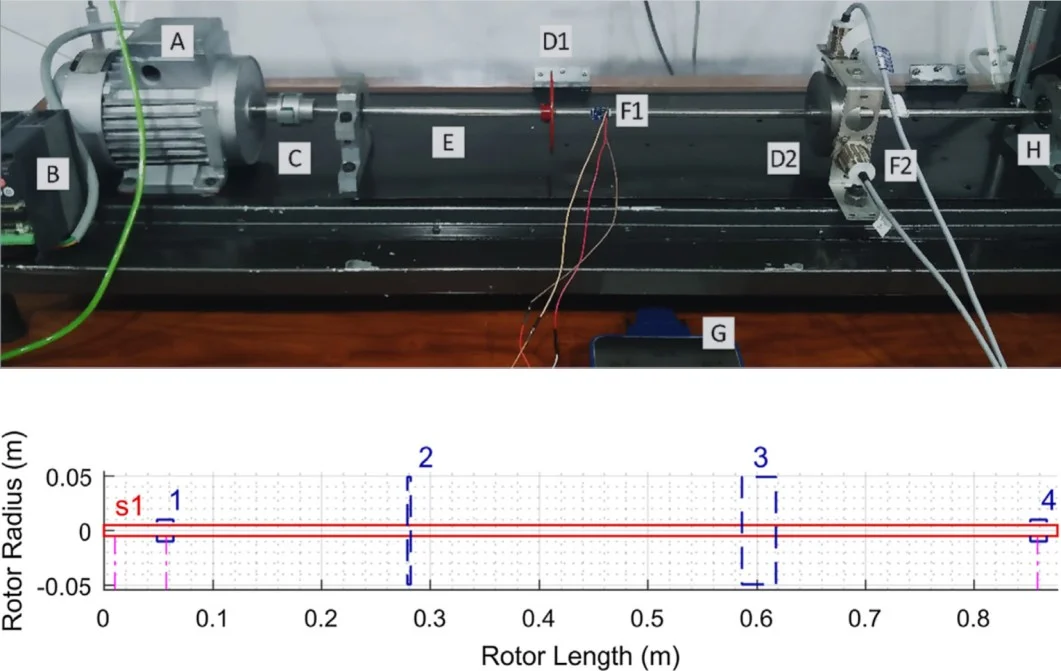 A
D1
B
C
E
F1
D2
F2
H
G
Rotor Radius (m)
0.05
0
-0.05
s1
1
2
3
4
0
0.1
0.2
0.3
0.4
0.5
0.6
0.7
0.8
Rotor Length (m)